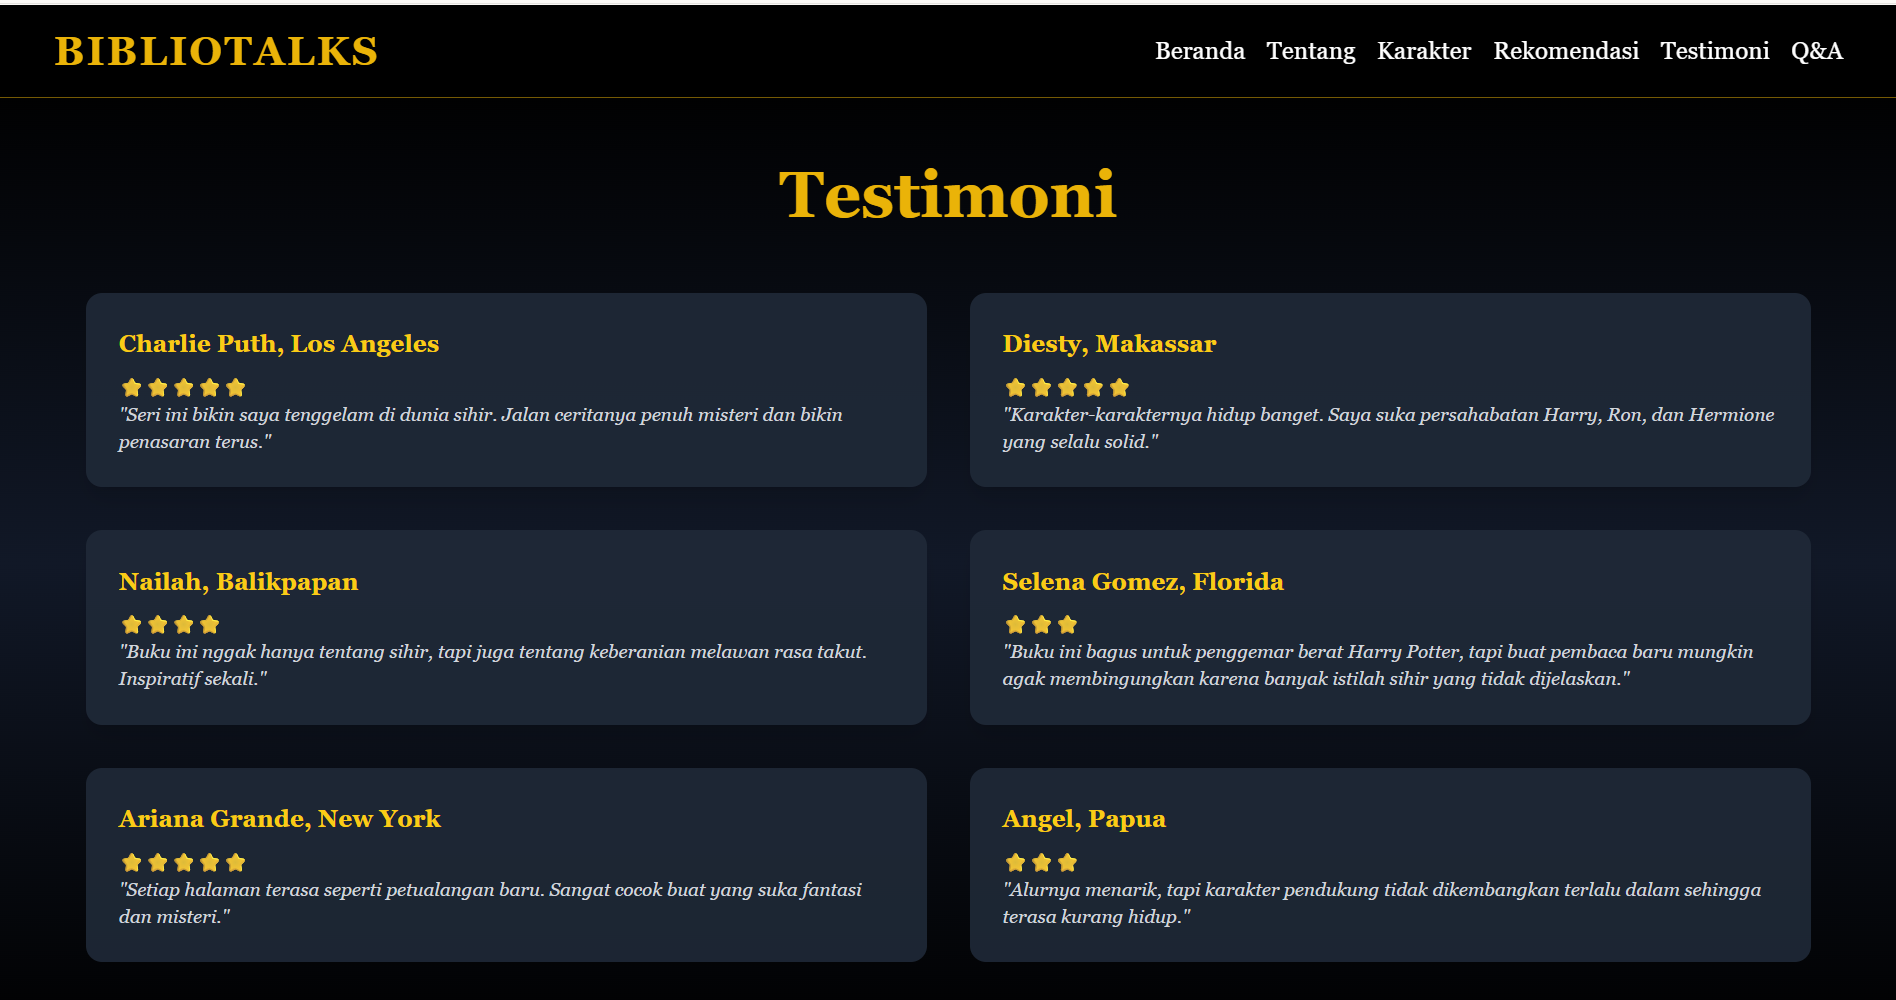 BIBLIOTALKS
Beranda Tentang Karakter Rekomendasi Testimoni Q&A
Testimoni
Charlie Puth, Los Angeles
"Seri ini bikin saya tenggelam di dunia sihir. Jalan ceritanya penuh misteri dan bikin
penasaran terus."
Diesty, Makassar
"Karakter-karakternya hidup banget. Saya suka persahabatan Harry, Ron, dan Hermione
yang selalu solid."
Nailah, Balikpapan
"Buku ini nggak hanya tentang sihir, tapi juga tentang keberanian melawan rasa takut.
Inspiratif sekali."
Selena Gomez, Florida
"Buku ini bagus untuk penggemar berat Harry Potter, tapi buat pembaca baru mungkin
agak membingungkan karena banyak istilah sihir yang tidak dijelaskan."
Ariana Grande, New York
"Setiap halaman terasa seperti petualangan baru. Sangat cocok buat yang suka fantasi
dan misteri."
Angel, Papua
"Alurnya menarik, tapi karakter pendukung tidak dikembangkan terlalu dalam sehingga
terasa kurang hidup."